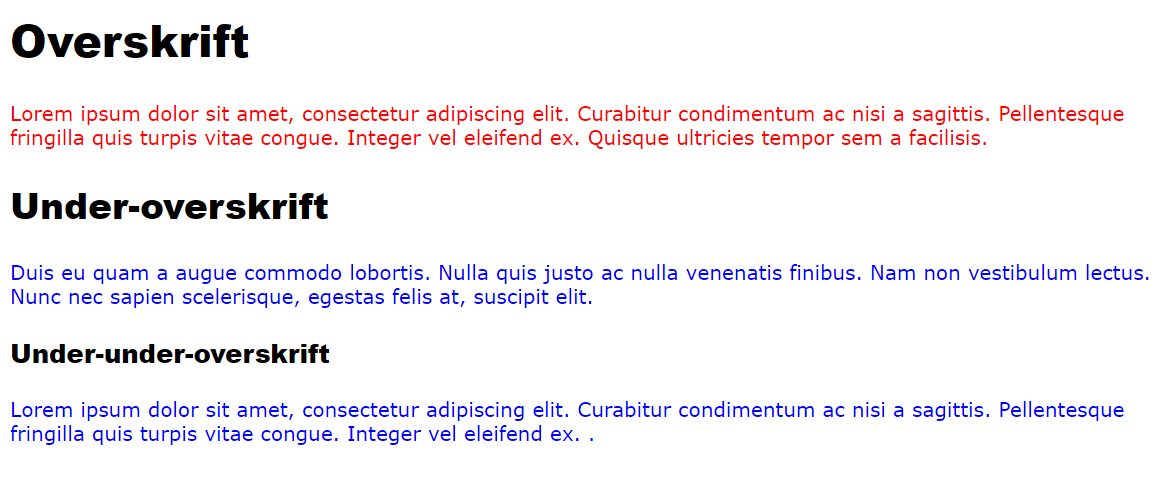 Overskrift
Lorem ipsum dolor sit amet, consectetur adipiscing elit. Curabitur condimentum ac nisi a sagittis. Pellentesque
fringilla quis turpis vitae congue. Integer vel eleifend ex. Quisque ultricies tempor sem a facilisis.
Under-overskrift
Duis eu quam a augue commodo lobortis. Nulla quis justo ac nulla venenatis finibus. Nam non vestibulum lectus.
Nunc nec sapien scelerisque, egestas felis at, suscipit elit.
Under-under-overskrift
Lorem ipsum dolor sit amet, consectetur adipiscing elit. Curabitur condimentum ac nisi a sagittis. Pellentesque
fringilla quis turpis vitae congue. Integer vel eleifend ex. .